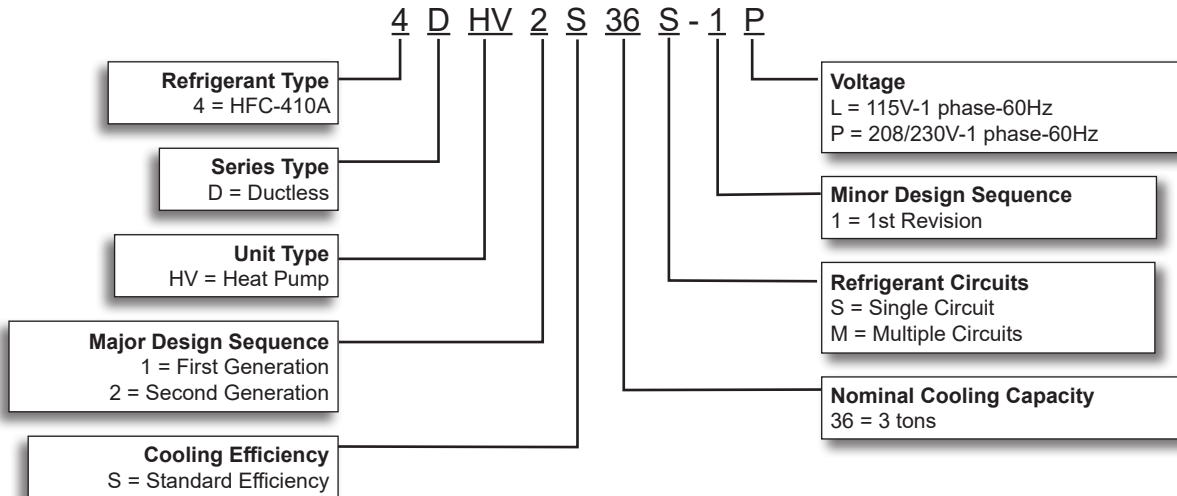 4 D HV 2 S 36 S - 1 P
Refrigerant Type
4 = HFC-410A
Series Type
D = Ductless
Unit Type
HV = Heat Pump
Major Design Sequence
1 = First Generation
2 = Second Generation
Cooling Efficiency
S = Standard Efficiency
Voltage
L = 115V-1 phase-60Hz
P = 208/230V-1 phase-60Hz
Minor Design Sequence
1 = 1st Revision
Refrigerant Circuits
S = Single Circuit
M = Multiple Circuits
Nominal Cooling Capacity
36 = 3 tons